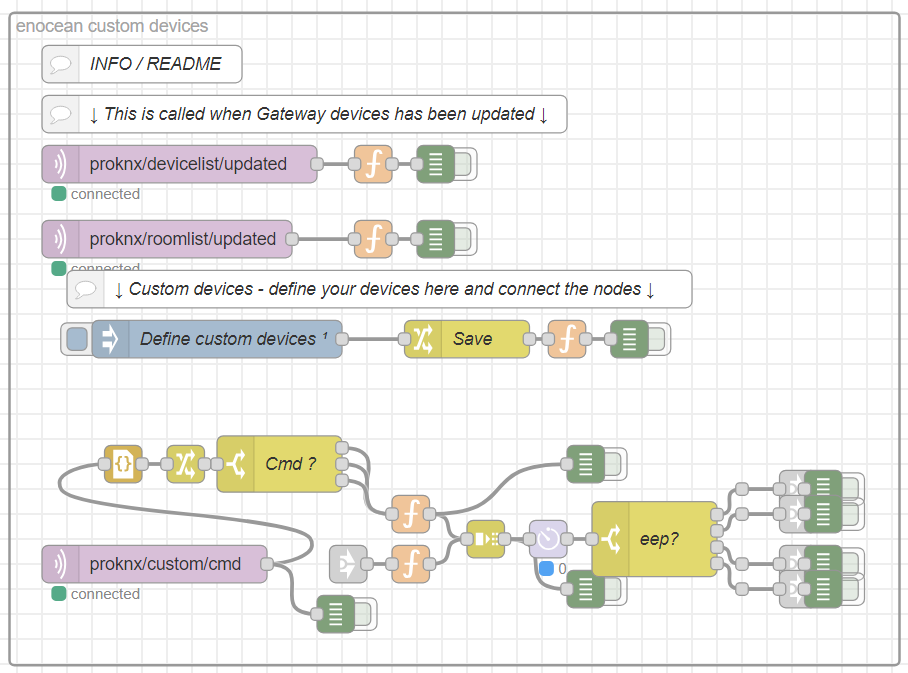 enocean custom devices
INFO / README
↓ This is called when Gateway devices has been updated ↓
proknx/devicelist/updated
connected
proknx/roomlist/updated
connected
↓ Custom devices - define your devices here and connect the nodes ↓
Define custom devices ¹
Save
Cmd ?
eep?
proknx/custom/cmd
0
connected